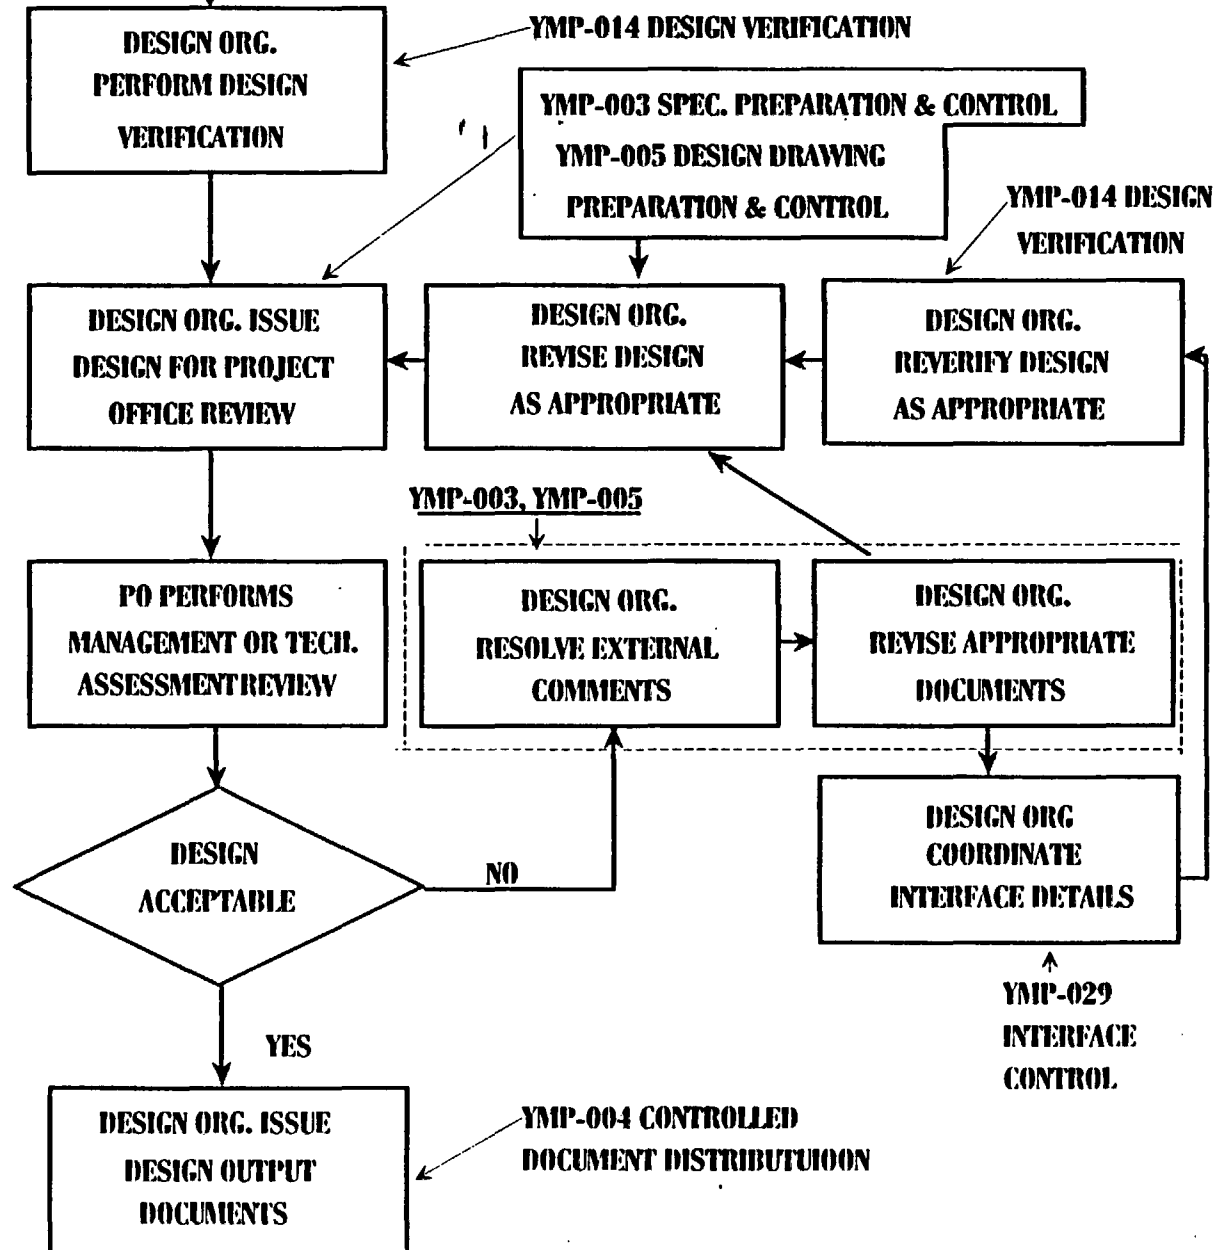 DESIGN ORG.
PERFORM DESIGN
VERIFICATION
YMP-014 DESIGN VERIFICATION
YMP-003 SPEC. PREPARATION & CONTROL
YMP-005 DESIGN DRAWING
PREPARATION & CONTROL
YMP-014 DESIGN
VERIFICATION
DESIGN ORG. ISSUE
DESIGN FOR PROJECT
OFFICE REVIEW
DESIGN ORG.
REVISE DESIGN
AS APPROPRIATE
DESIGN ORG.
REVERIFY DESIGN
AS APPROPRIATE
YMP-003, YMP-005
PO PERFORMS
MANAGEMENT OR TECH.
ASSESSMENT REVIEW
DESIGN ORG.
RESOLVE EXTERNAL
COMMENTS
DESIGN ORG.
REVISE APPROPRIATE
DOCUMENTS
DESIGN
ACCEPTABLE
NO
DESIGN ORG
COORDINATE
INTERFACE DETAILS
YMP-029
INTERFACE
CONTROL
YES
DESIGN ORG. ISSUE
DESIGN OUTPUT
DOCUMENTS
YMP-004 CONTROLLED
DOCUMENT DISTRIBUTUIOON